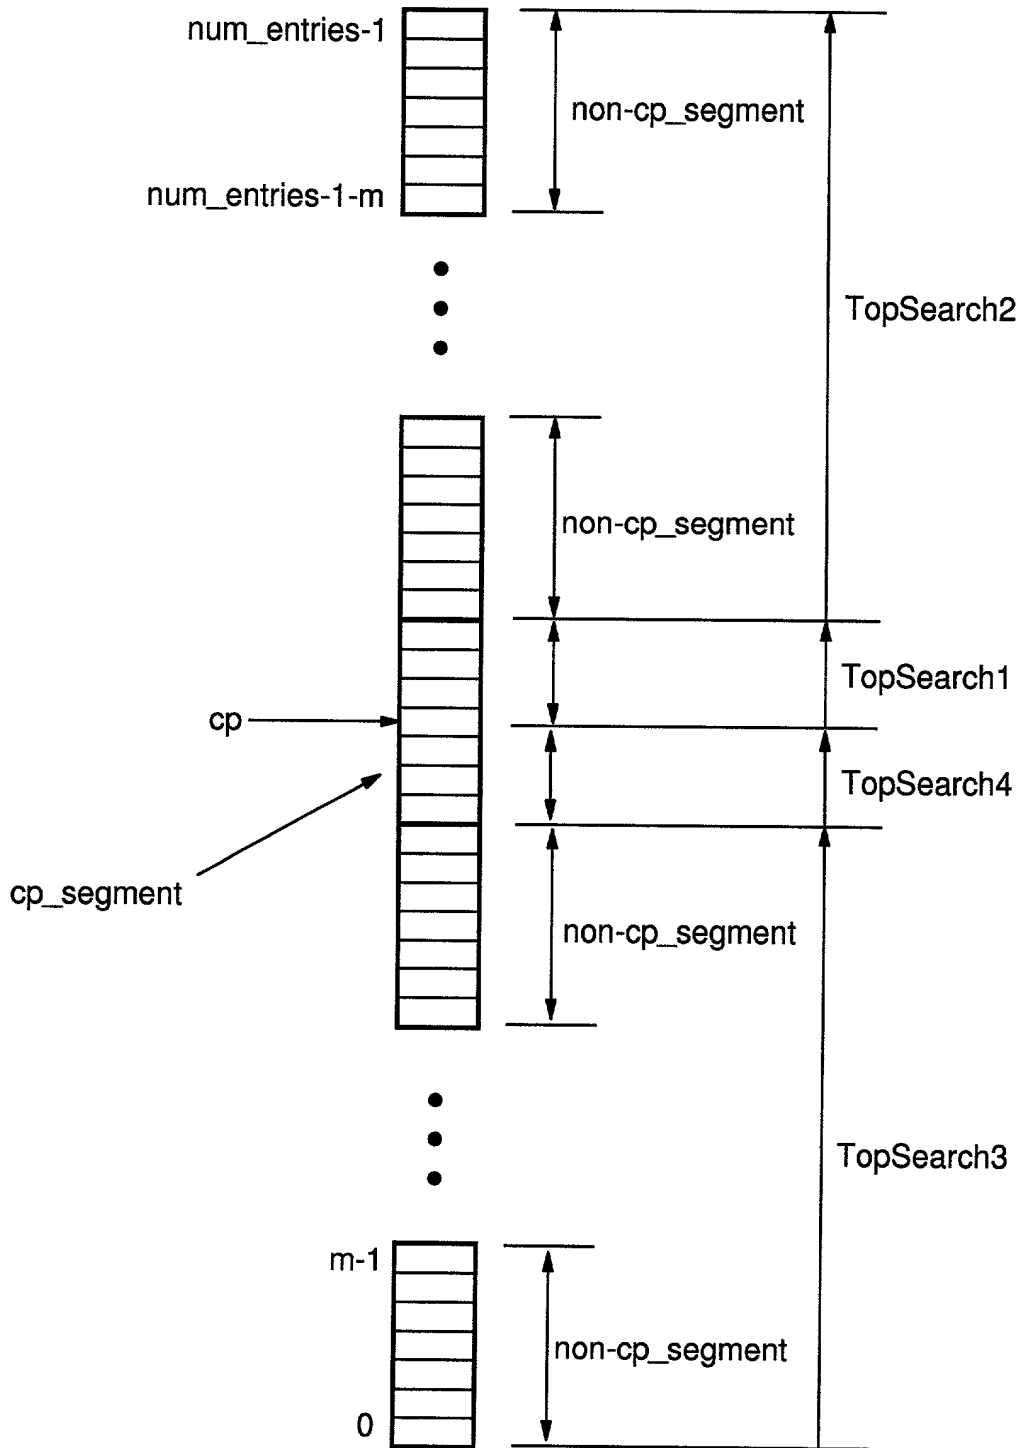 num_entries-1
non-cp_segment
num_entries-1-m
TopSearch2
non-cp_segment
TopSearch1
cp
TopSearch4
cp_segment
non-cp_segment
TopSearch3
m-1
non-cp_segment
0